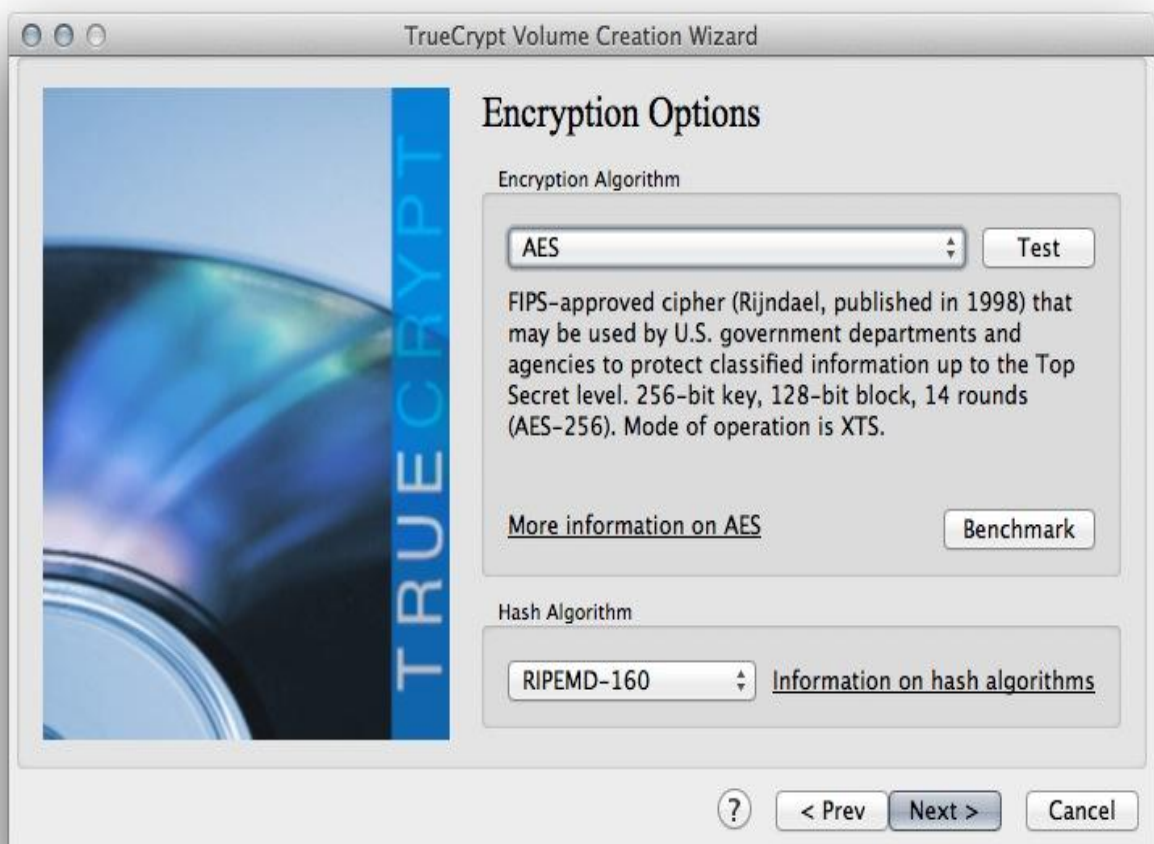 TrueCrypt Volume Creation Wizard
TRUECRYPT
Encryption Options
Encryption Algorithm
AES
Test
FIPS-approved cipher (Rijndael, published in 1998) that
may be used by U.S. government departments and
agencies to protect classified information up to the Top
Secret level. 256-bit key, 128-bit block, 14 rounds
(AES-256). Mode of operation is XTS.
More information on AES
Benchmark
Hash Algorithm
RIPEMD-160
Information on hash algorithms
?
< Prev
Next >
Cancel